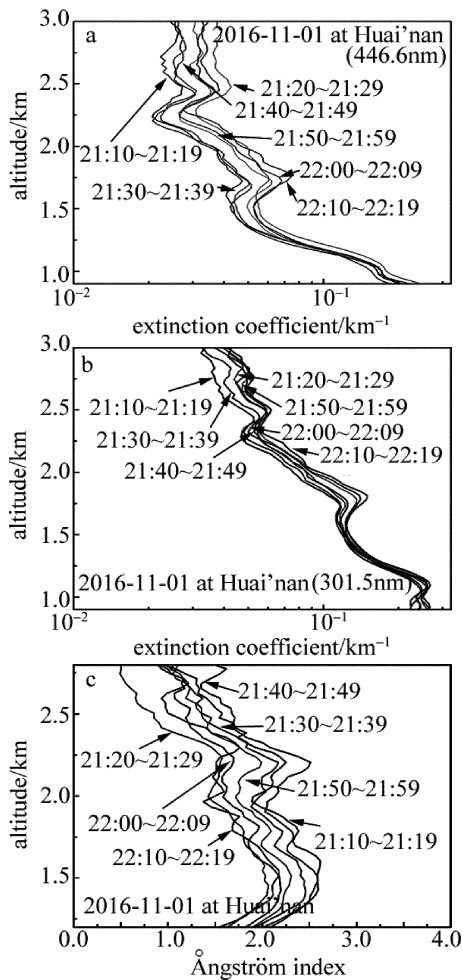 a
2016-11-01 at Huai'nan
(446.6nm)
3.0
2.5
2.0
1.5
1.0
altitude/km
21:20~21:29
21:40~21:49
21:50~21:59
21:10~21:19
22:00~22:09
21:30~21:39
22:10~22:19
10⁻² 10⁻¹
extinction coefficient/km⁻¹
b
3.0
2.5
2.0
1.5
1.0
altitude/km
21:20~21:29
21:10~21:19
21:50~21:59
21:30~21:39
22:00~22:09
21:40~21:49
22:10~22:19
2016-11-01 at Huai'nan(301.5nm)
10⁻² 10⁻¹
extinction coefficient/km⁻¹
c
2.5
2.0
1.5
altitude/km
21:40~21:49
21:30~21:39
21:20~21:29
21:50~21:59
22:00~22:09
21:10~21:19
22:10~22:19
2016-11-01 at Huai'nan
0.0 1.0 2.0 3.0 4.0
Ångström index